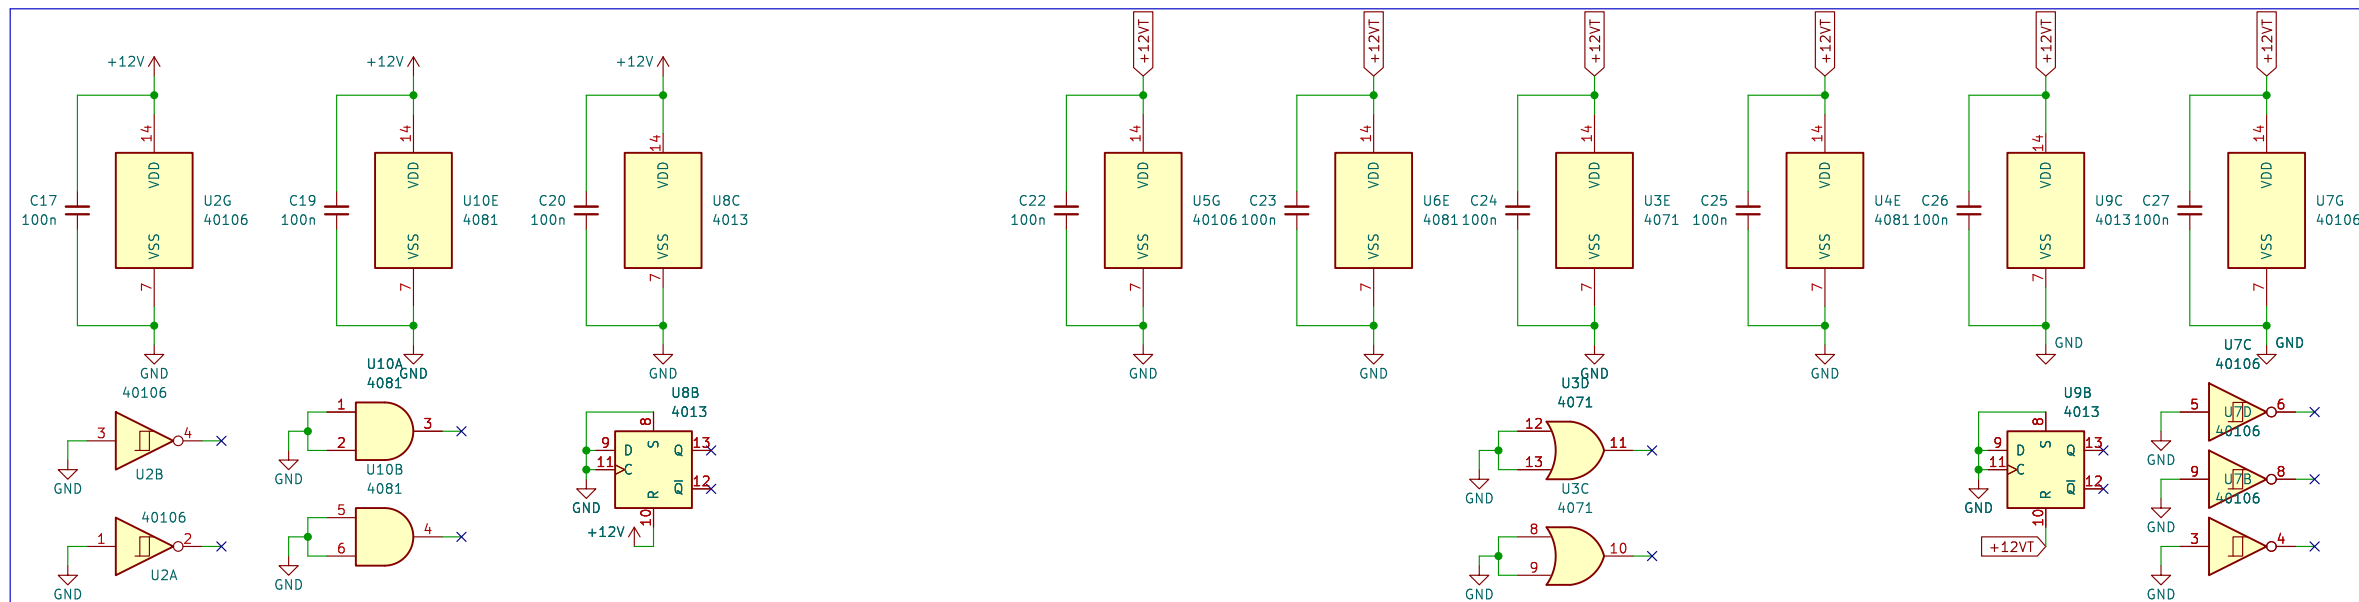 +12V
+12V
+12V
+12VT
+12VT
+12VT
+12VT
+12VT
+12VT
14
14
14
14
14
14
14
14
14
VDD
VDD
VDD
VDD
VDD
VDD
VDD
VDD
VDD
C17
100n
U2G
40106
C19
100n
U10E
4081
C20
100n
U8C
4013
C22
100n
U5G
40106
C23
100n
U6E
4081
C24
100n
U3E
4071
C25
100n
U4E
4081
C26
100n
U9C
4013
C27
100n
U7G
40106
VSS
VSS
VSS
VSS
VSS
VSS
VSS
VSS
VSS
7
7
7
7
7
7
7
7
7
GND
GND
GND
GND
GND
GND
GND
GND
GND
40106
3
4
U2B
GND
40106
1
2
U2A
GND
U10A
4081
1
2
3
GND
U10B
4081
5
6
4
GND
U8B
4013
8
9
D
S
Q
13
11
C
Q
12
R
10
GND
+12V
U3D
4071
12
13
11
GND
U3C
4071
8
9
10
GND
U9B
4013
8
9
D
S
Q
13
11
C
Q
12
R
10
GND
+12VT
U7C
40106
5
6
GND
U7D
40106
9
8
GND
U7B
40106
3
4
GND